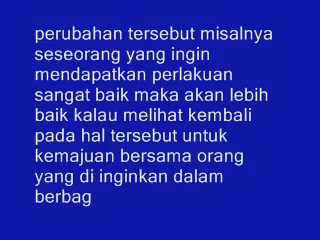 perubahan tersebut misalnya
seseorang yang ingin
mendapatkan perlakuan
sangat baik maka akan lebih
baik kalau melihat kembali
pada hal tersebut untuk
kemajuan bersama orang
yang di inginkan dalam
berbag